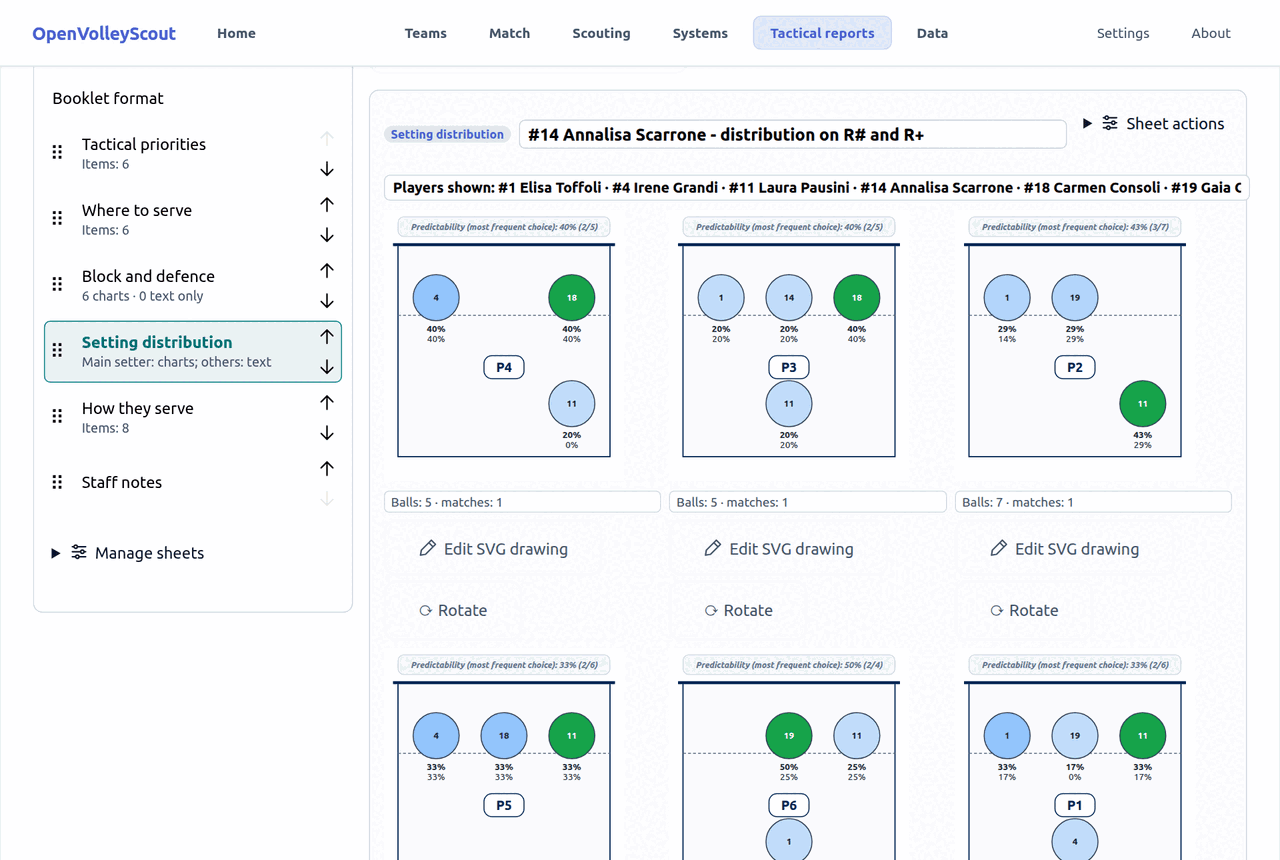 OpenVolleyScout Home Teams Match Scouting Systems Tactical reports Data Settings About
Booklet format
Tactical priorities
Items: 6
Where to serve
Items: 6
Block and defence
6 charts · 0 text only
Setting distribution
Main setter: charts; others: text
How they serve
Items: 8
Staff notes
Manage sheets
Setting distribution #14 Annalisa Scarrone - distribution on R# and R+ Sheet actions
Players shown: #1 Elisa Toffoli · #4 Irene Grandi · #11 Laura Pausini · #14 Annalisa Scarrone · #18 Carmen Consoli · #19 Gaia
Predictability (most frequent choice): 40% (2/5)
4 18
40% 40%
40% 40%
P4
11
20%
0%
Balls: 5 · matches: 1
Edit SVG drawing
Rotate
Predictability (most frequent choice): 40% (2/5)
1 14 18
20% 20% 40%
20% 20% 40%
P3
11
20%
20%
Balls: 5 · matches: 1
Edit SVG drawing
Rotate
Predictability (most frequent choice): 43% (3/7)
1 19
29% 29%
14% 29%
P2
11
43%
29%
Balls: 7 · matches: 1
Edit SVG drawing
Rotate
Predictability (most frequent choice): 33% (2/6)
4 18 11
33% 33% 33%
33% 33% 33%
P5
Predictability (most frequent choice): 50% (2/4)
19 11
50% 25%
25% 25%
P6
1
Predictability (most frequent choice): 33% (2/6)
1 19 11
33% 17% 33%
17% 0% 17%
P1
4